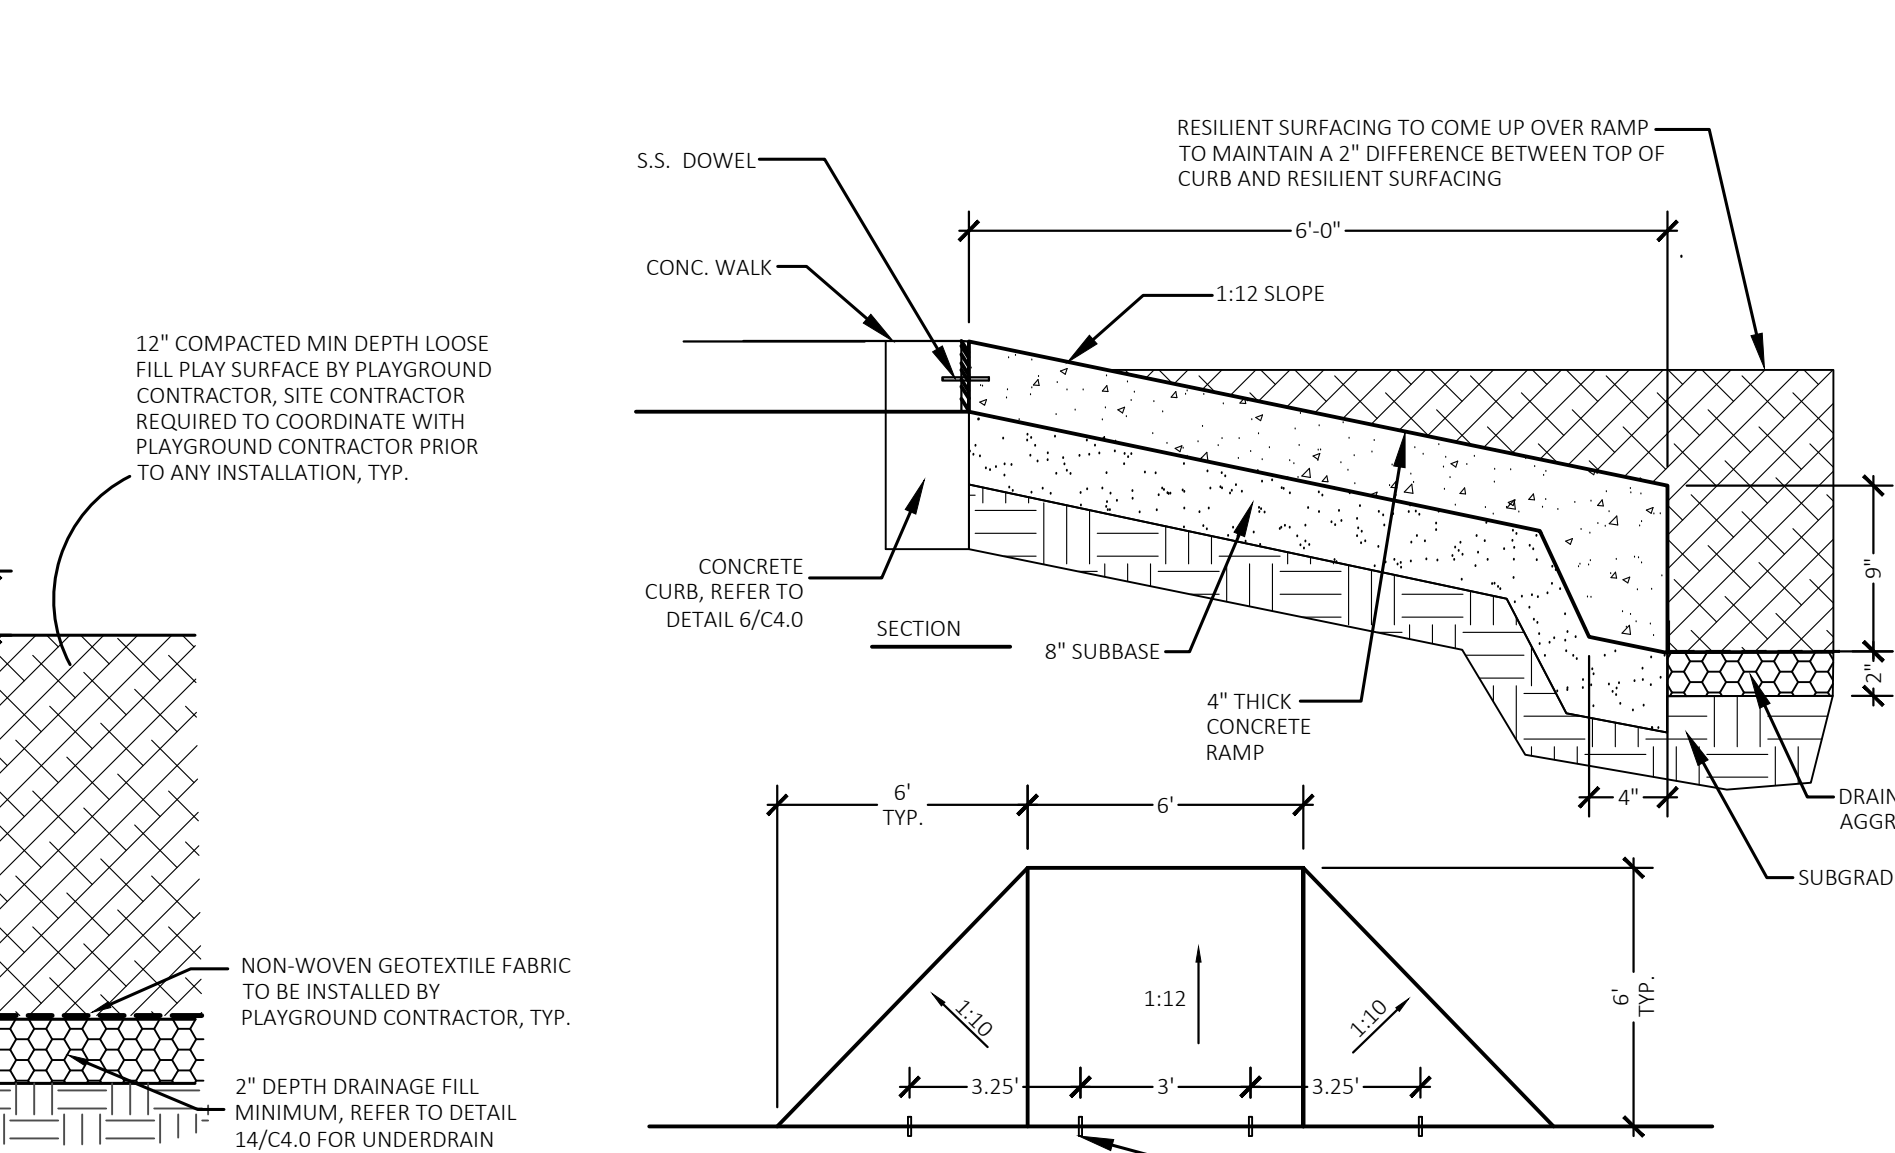 RESILIENT SURFACING TO COME UP OVER RAMP
TO MAINTAIN A 2" DIFFERENCE BETWEEN TOP OF
CURB AND RESILIENT SURFACING
S.S. DOWEL
6'-0"
CONC. WALK
1:12 SLOPE
12" COMPACTED MIN DEPTH LOOSE
FILL PLAY SURFACE BY PLAYGROUND
CONTRACTOR, SITE CONTRACTOR
REQUIRED TO COORDINATE WITH
PLAYGROUND CONTRACTOR PRIOR
TO ANY INSTALLATION, TYP.
CONCRETE
CURB, REFER TO
DETAIL 6/C4.0
SECTION
8" SUBBASE
9"
2"
4" THICK
CONCRETE
RAMP
4"
DRAIN
AGGR
SUBGRAD
6'
TYP.
6'
6'
TYP.
1:12
1:10
1:10
3.25'
3'
3.25'
NON-WOVEN GEOTEXTILE FABRIC
TO BE INSTALLED BY
PLAYGROUND CONTRACTOR, TYP.
2" DEPTH DRAINAGE FILL
MINIMUM, REFER TO DETAIL
14/C4.0 FOR UNDERDRAIN